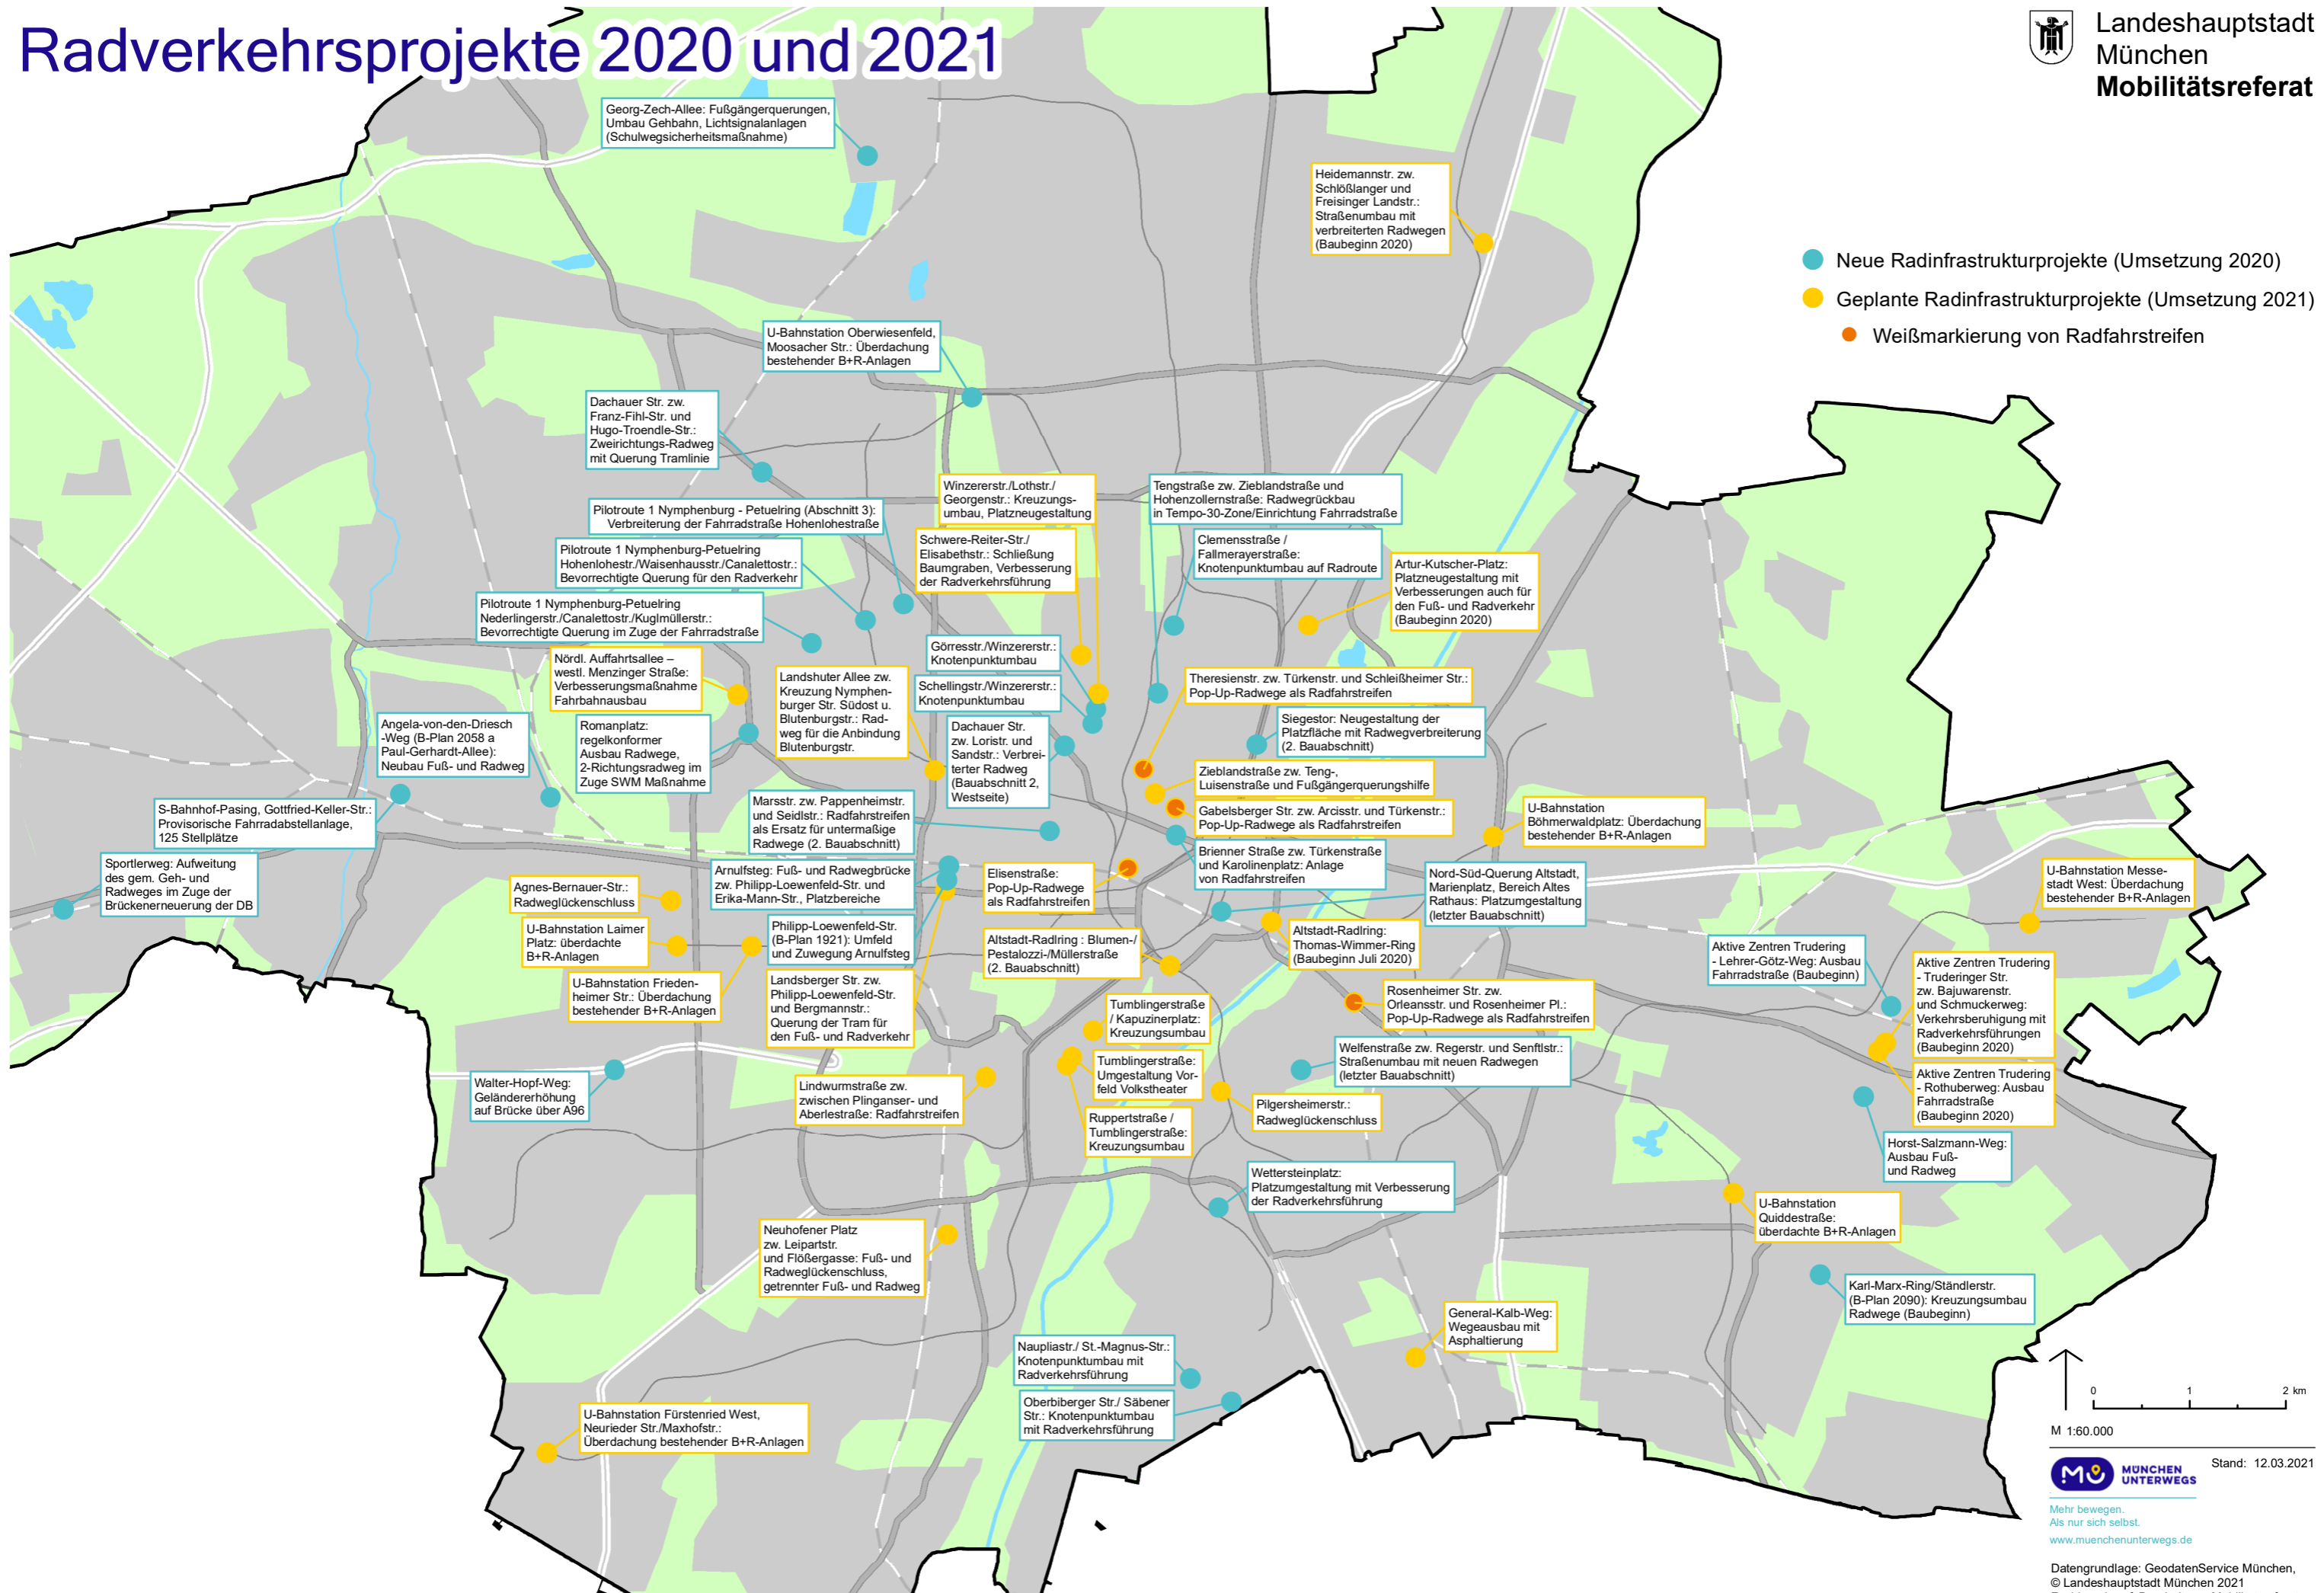 Radverkehrsprojekte 2020 und 2021
Landeshauptstadt
München
Mobilitätsreferat
Georg-Zech-Allee: Fußgängerquerungen,
Umbau Gehbahn, Lichtsignalanlagen
(Schulwegsicherheitsmaßnahme)
Heidemannstr. zw.
Schlößlanger und
Freisinger Landstr.:
Straßenumbau mit
verbreiterten Radwegen
(Baubeginn 2020)
Neue Radinfrastrukturprojekte (Umsetzung 2020)
Geplante Radinfrastrukturprojekte (Umsetzung 2021)
Weißmarkierung von Radfahrstreifen
U-Bahnstation Oberwiesenfeld,
Moosacher Str.: Überdachung
bestehender B+R-Anlagen
Dachauer Str. zw.
Franz-Fihl-Str. und
Hugo-Troendle-Str.:
Zweirichtungs-Radweg
mit Querung Tramlinie
Winzererstr./Lothstr./
Georgenstr.: Kreuzungs-
umbau, Platzneugestaltung
Tengstraße zw. Zieblandstraße und
Hohenzollernstraße: Radwegrückbau
in Tempo-30-Zone/Einrichtung Fahrradstraße
Pilotroute 1 Nymphenburg - Petuelring (Abschnitt 3):
Verbreiterung der Fahrradstraße Hohenlohestraße
Schwere-Reiter-Str./
Elisabethstr.: Schließung
Baumgraben, Verbesserung
der Radverkehrsführung
Clemensstraße /
Fallmerayerstraße:
Knotenpunktumbau auf Radroute
Pilotroute 1 Nymphenburg-Petuelring
Hohenlohestr./Waisenhausstr./Canalettostr.:
Bevorrechtigte Querung für den Radverkehr
Artur-Kutscher-Platz:
Platzneugestaltung mit
Verbesserungen auch für
den Fuß- und Radverkehr
(Baubeginn 2020)
Pilotroute 1 Nymphenburg-Petuelring
Nederlingerstr./Canalettostr./Kuglmüllerstr.:
Bevorrechtigte Querung im Zuge der Fahrradstraße
Görresstr./Winzererstr.:
Knotenpunktumbau
Nördl. Auffahrtsallee –
westl. Menzinger Straße:
Verbesserungsmaßnahme
Fahrbahnausbau
Landshuter Allee zw.
Kreuzung Nymphen-
burger Str. Südost u.
Blutenburgstr.: Rad-
weg für die Anbindung
Blutenburgstr.
Schellingstr./Winzererstr.:
Knotenpunktumbau
Theresienstr. zw. Türkenstr. und Schleißheimer Str.:
Pop-Up-Radwege als Radfahrstreifen
Angela-von-den-Driesch
-Weg (B-Plan 2058 a
Paul-Gerhardt-Allee):
Neubau Fuß- und Radweg
Romanplatz:
regelkonformer
Ausbau Radwege,
2-Richtungsradweg im
Zuge SWM Maßnahme
Dachauer Str.
zw. Loristr. und
Sandstr.: Verbrei-
terter Radweg
(Bauabschnitt 2,
Westseite)
Siegestor: Neugestaltung der
Platzfläche mit Radwegverbreiterung
(2. Bauabschnitt)
Zieblandstraße zw. Teng-,
Luisenstraße und Fußgängerquerungshilfe
S-Bahnhof-Pasing, Gottfried-Keller-Str.:
Provisorische Fahrradabstellanlage,
125 Stellplätze
Marsstr. zw. Pappenheimstr.
und Seidlstr.: Radfahrstreifen
als Ersatz für untermaßige
Radwege (2. Bauabschnitt)
Gabelsberger Str. zw. Arcisstr. und Türkenstr.:
Pop-Up-Radwege als Radfahrstreifen
U-Bahnstation
Böhmerwaldplatz: Überdachung
bestehender B+R-Anlagen
Sportlerweg: Aufweitung
des gem. Geh- und
Radweges im Zuge der
Brückenerneuerung der DB
Brienner Straße zw. Türkenstraße
und Karolinenplatz: Anlage
von Radfahrstreifen
Arnulfsteg: Fuß- und Radwegbrücke
zw. Philipp-Loewenfeld-Str. und
Erika-Mann-Str., Platzbereiche
Elisenstraße:
Pop-Up-Radwege
als Radfahrstreifen
Nord-Süd-Querung Altstadt,
Marienplatz, Bereich Altes
Rathaus: Platzumgestaltung
(letzter Bauabschnitt)
U-Bahnstation Messe-
stadt West: Überdachung
bestehender B+R-Anlagen
Agnes-Bernauer-Str.:
Radweglückenschluss
U-Bahnstation Laimer
Platz: überdachte
B+R-Anlagen
Philipp-Loewenfeld-Str.
(B-Plan 1921): Umfeld
und Zuwegung Arnulfsteg
Altstadt-Radlring : Blumen-/
Pestalozzi-/Müllerstraße
(2. Bauabschnitt)
Altstadt-Radlring:
Thomas-Wimmer-Ring
(Baubeginn Juli 2020)
Aktive Zentren Trudering
- Lehrer-Götz-Weg: Ausbau
Fahrradstraße (Baubeginn)
Aktive Zentren Trudering
- Truderinger Str.
zw. Bajuwarenstr.
und Schmuckerweg:
Verkehrsberuhigung mit
Radverkehrsführungen
(Baubeginn 2020)
U-Bahnstation Frieden-
heimer Str.: Überdachung
bestehender B+R-Anlagen
Landsberger Str. zw.
Philipp-Loewenfeld-Str.
und Bergmannstr.:
Querung der Tram für
den Fuß- und Radverkehr
Rosenheimer Str. zw.
Orleansstr. und Rosenheimer Pl.:
Pop-Up-Radwege als Radfahrstreifen
Tumblingerstraße
/ Kapuzinerplatz:
Kreuzungsumbau
Welfenstraße zw. Regerstr. und Senftlstr.:
Straßenumbau mit neuen Radwegen
(letzter Bauabschnitt)
Tumblingerstraße:
Umgestaltung Vor-
feld Volkstheater
Aktive Zentren Trudering
- Rothuberweg: Ausbau
Fahrradstraße
(Baubeginn 2020)
Walter-Hopf-Weg:
Geländererhöhung
auf Brücke über A96
Lindwurmstraße zw.
zwischen Plinganser- und
Aberlestraße: Radfahrstreifen
Pilgersheimerstr.:
Radweglückenschluss
Ruppertstraße /
Tumblingerstraße:
Kreuzungsumbau
Horst-Salzmann-Weg:
Ausbau Fuß-
und Radweg
Wettersteinplatz:
Platzumgestaltung mit Verbesserung
der Radverkehrsführung
U-Bahnstation
Quiddestraße:
überdachte B+R-Anlagen
Neuhofener Platz
zw. Leipartstr.
und Flößergasse: Fuß- und
Radweglückenschluss,
getrennter Fuß- und Radweg
Karl-Marx-Ring/Ständlerstr.
(B-Plan 2090): Kreuzungsumbau
Radwege (Baubeginn)
General-Kalb-Weg:
Wegeausbau mit
Asphaltierung
Naupliastr./ St.-Magnus-Str.:
Knotenpunktumbau mit
Radverkehrsführung
Oberbiberger Str./ Säbener
Str.: Knotenpunktumbau
mit Radverkehrsführung
U-Bahnstation Fürstenried West,
Neurieder Str./Maxhofstr.:
Überdachung bestehender B+R-Anlagen
0 1 2 km
M 1:60.000
Stand: 12.03.2021
MÜNCHEN
UNTERWEGS
Mehr bewegen.
Als nur sich selbst.
www.muenchenunterwegs.de
Datengrundlage: GeodatenService München,
© Landeshauptstadt München 2021